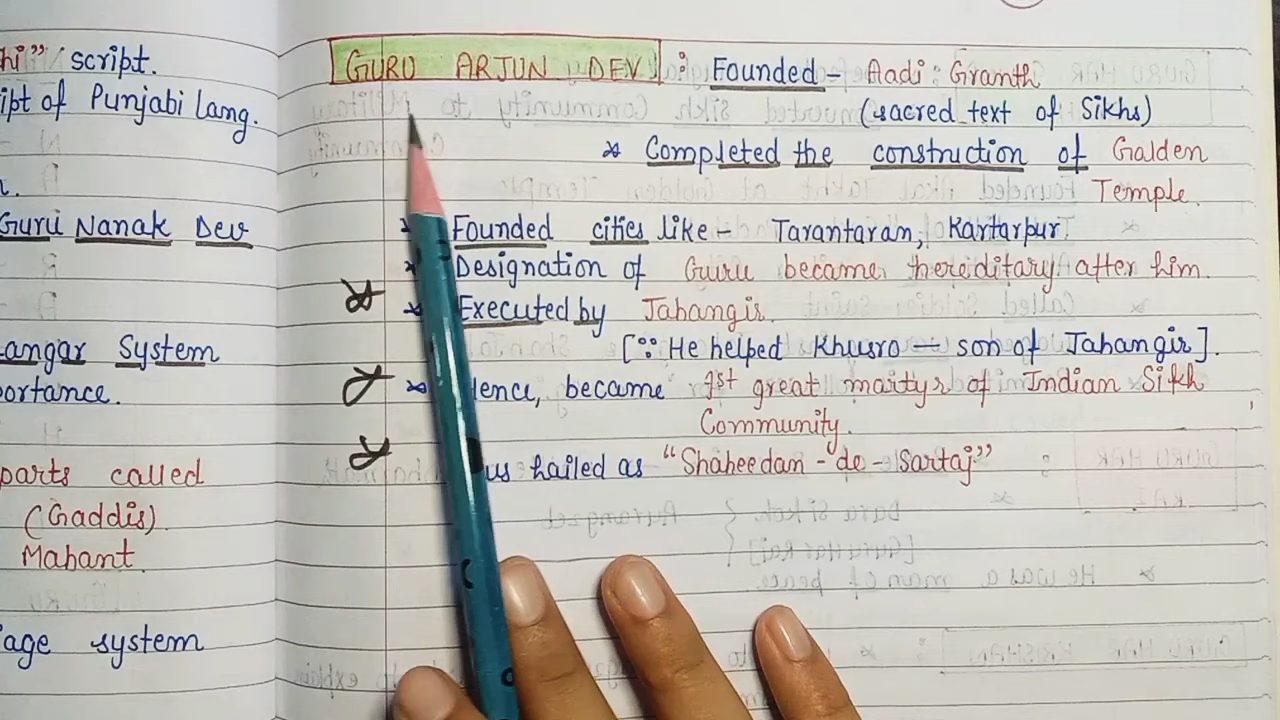 hi" script.
ipt of Punjabi Lang.
Guru Nanak Dev
angar System
portance.
parts called
(Gaddis)
Mahant
age system
GURU ARJUN DEV : Founded - Aadi : Granth
(sacred text of Sikhs)
* Completed the construction of Golden
Temple.
* Founded cities like - Tarantaran, Kartarpur
* Designation of Guru became hereditary after him.
* Executed by Jahangir.
[∵ He helped Khusro - son of Jahangir].
* ence, became 1st great martyr of Indian Sikh
Community.
us hailed as "Shaheedan - de - Sartaj"